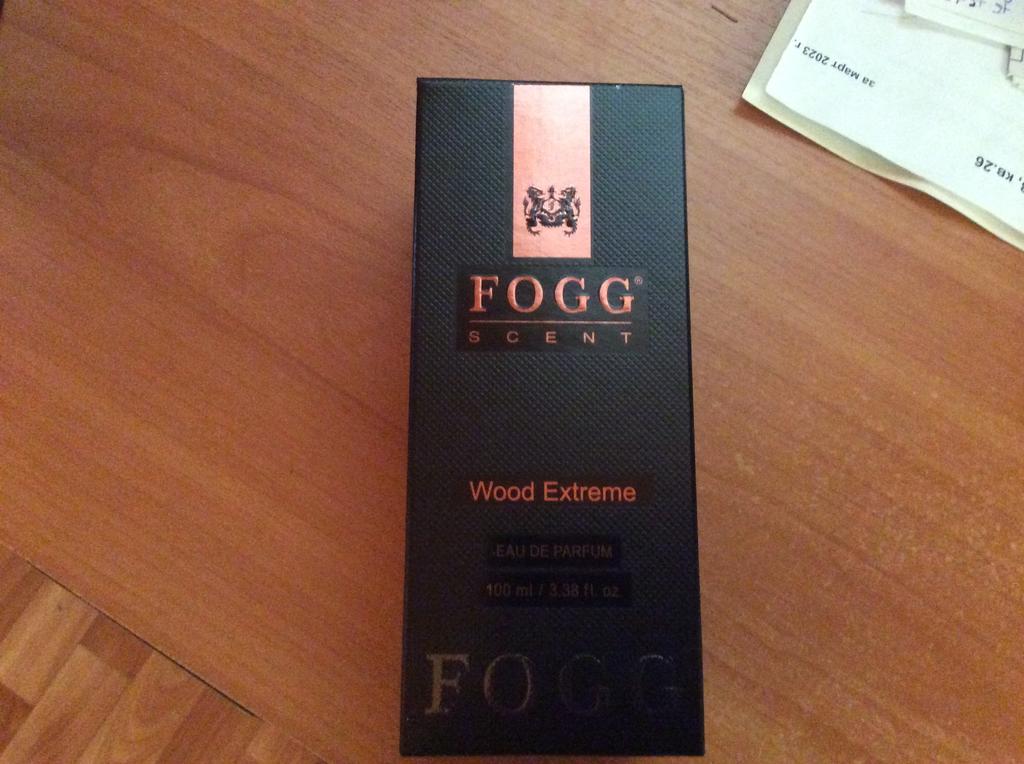 FOGG®
SCENT
Wood Extreme
EAU DE PARFUM
100 ml / 3.38 fl. oz
FOGG
за март 2023 г.
, кв.26